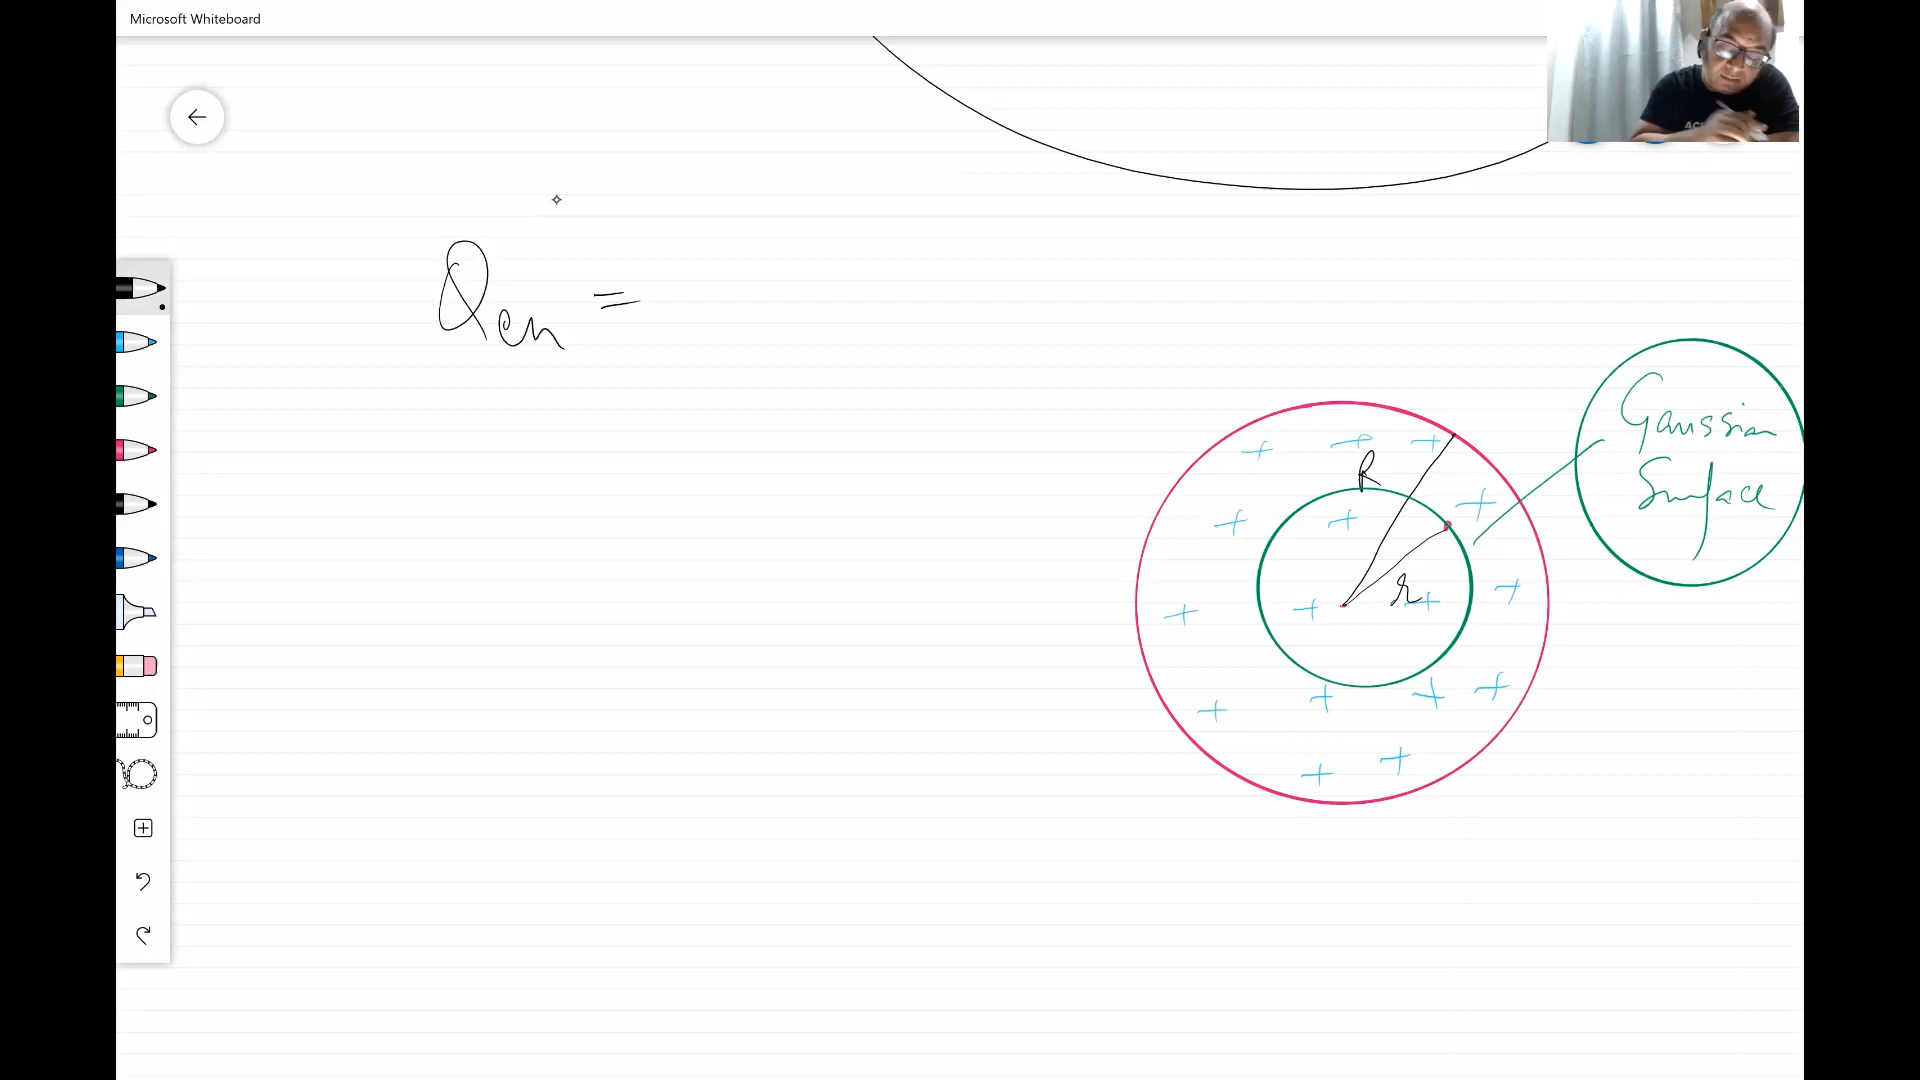 Microsoft Whiteboard
Qen =
R
r
Gaussian
Surface